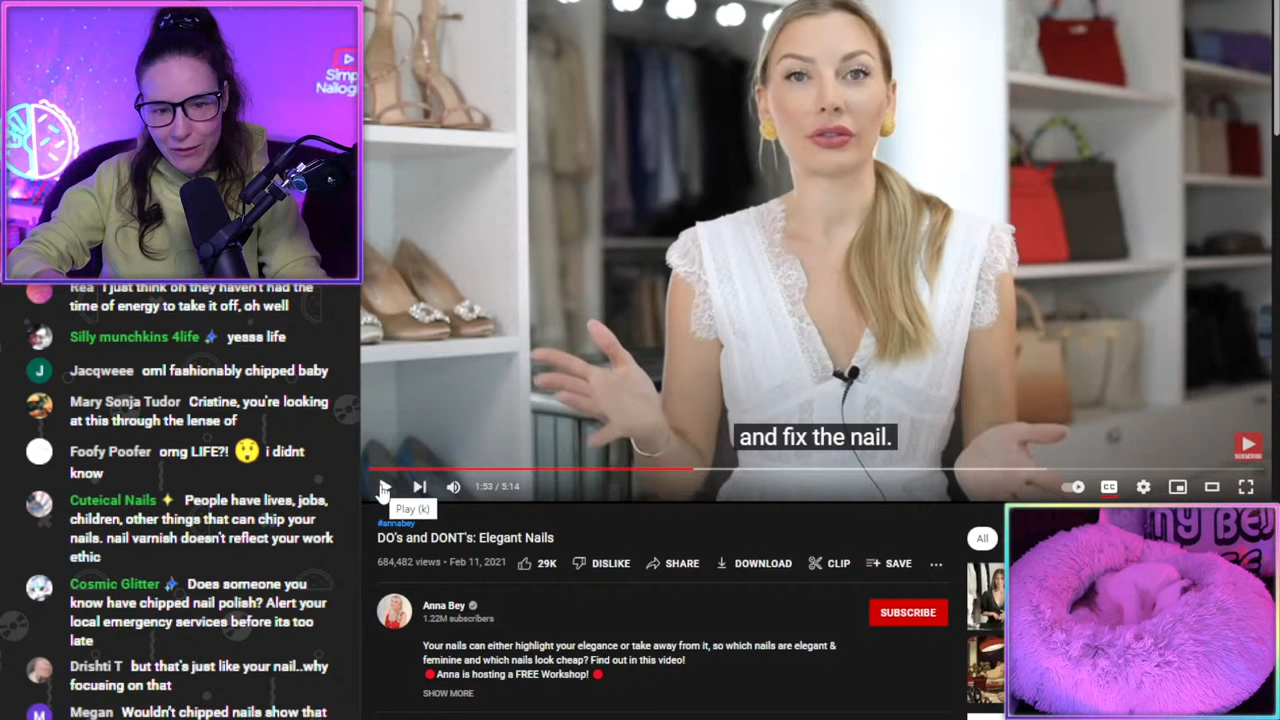 Simp
Nailog
Rea I just think oh they haven't had the
time of energy to take it off, oh well
Silly munchkins 4life yesss life
J Jacqweee oml fashionably chipped baby
Mary Sonja Tudor Cristine, you're looking
at this through the lense of
Foofy Poofer omg LIFE?! i didnt
know
Cuteical Nails People have lives, jobs,
children, other things that can chip your
nails. nail varnish doesn't reflect your work
ethic
Cosmic Glitter Does someone you
know have chipped nail polish? Alert your
local emergency services before its too
late
Drishti T but that's just like your nail..why
focusing on that
M Megan Wouldn't chipped nails show that
and fix the nail.
SUBSCRIBE
1:53 / 5:14
CC
Play (k)
#annabey
DO's and DONT's: Elegant Nails
684,482 views • Feb 11, 2021 29K DISLIKE SHARE DOWNLOAD CLIP SAVE ...
All
Anna Bey
1.22M subscribers
SUBSCRIBE
Your nails can either highlight your elegance or take away from it, so which nails are elegant &
feminine and which nails look cheap? Find out in this video!
Anna is hosting a FREE Workshop!
SHOW MORE
MY BED